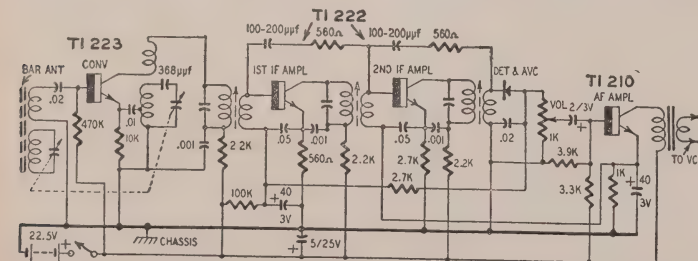 TI 222
100-200μμf
560Ω
100-200μμf
560Ω
TI 223
CONV
368μμf
1ST IF AMPL
2ND IF AMPL
DET & AVC
TI 210
AF AMPL
BAR ANT
.02
VOL
2/3V
+
.01
470K
10K
.001
2.2K
.05
.001
560Ω
2.2K
.05
.001
2.7K
2.2K
.02
1K
3.9K
TO VC
100K
+
40
3V
2.7K
3.3K
1K
+
40
3V
22.5V
+
CHASSIS
+
5/25V